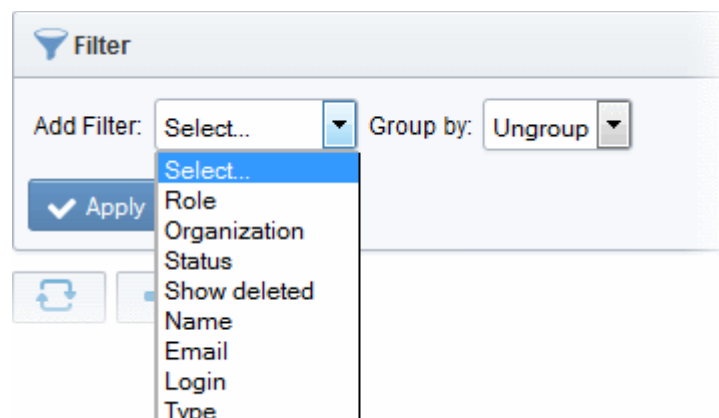 Filter
Add Filter: Select... Group by: Ungroup
Select...
Role
Apply
Organization
Status
Show deleted
Name
Email
Login
Type